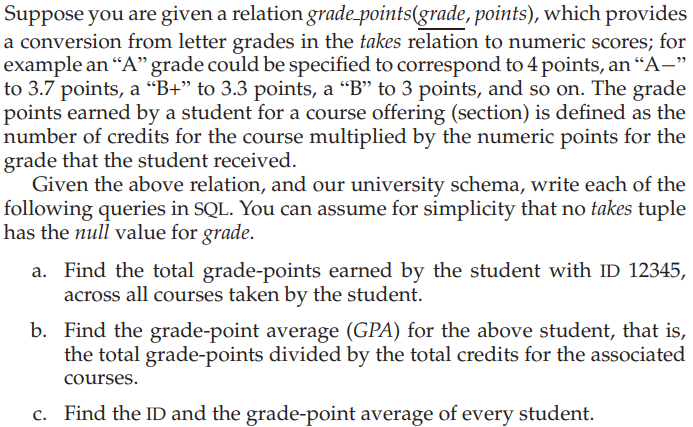 Suppose you are given a relation grade_points(grade, points), which provides
a conversion from letter grades in the takes relation to numeric scores; for
example an “A” grade could be specified to correspond to 4 points, an “A−”
to 3.7 points, a “B+” to 3.3 points, a “B” to 3 points, and so on. The grade
points earned by a student for a course offering (section) is defined as the
number of credits for the course multiplied by the numeric points for the
grade that the student received.
Given the above relation, and our university schema, write each of the
following queries in SQL. You can assume for simplicity that no takes tuple
has the null value for grade.
a. Find the total grade-points earned by the student with ID 12345,
across all courses taken by the student.
b. Find the grade-point average (GPA) for the above student, that is,
the total grade-points divided by the total credits for the associated
courses.
c. Find the ID and the grade-point average of every student.